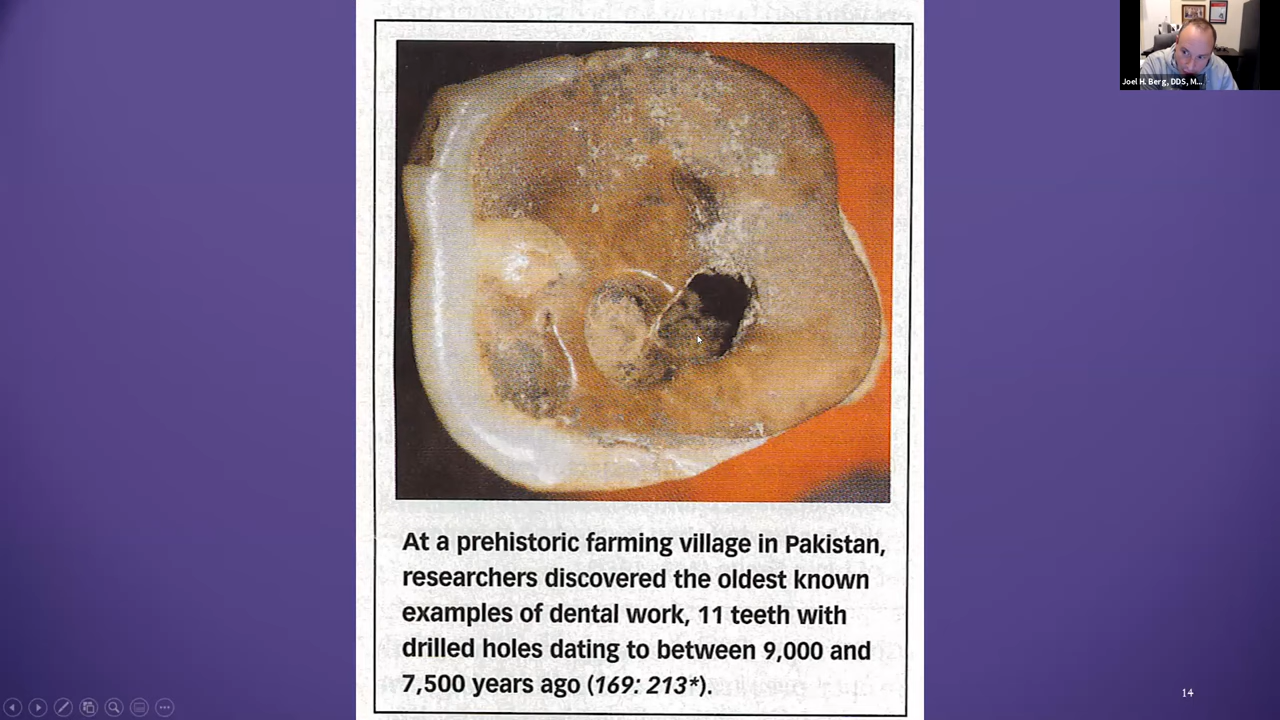 Joel H. Berg, DDS, M...
At a prehistoric farming village in Pakistan,
researchers discovered the oldest known
examples of dental work, 11 teeth with
drilled holes dating to between 9,000 and
7,500 years ago (169: 213*).
14